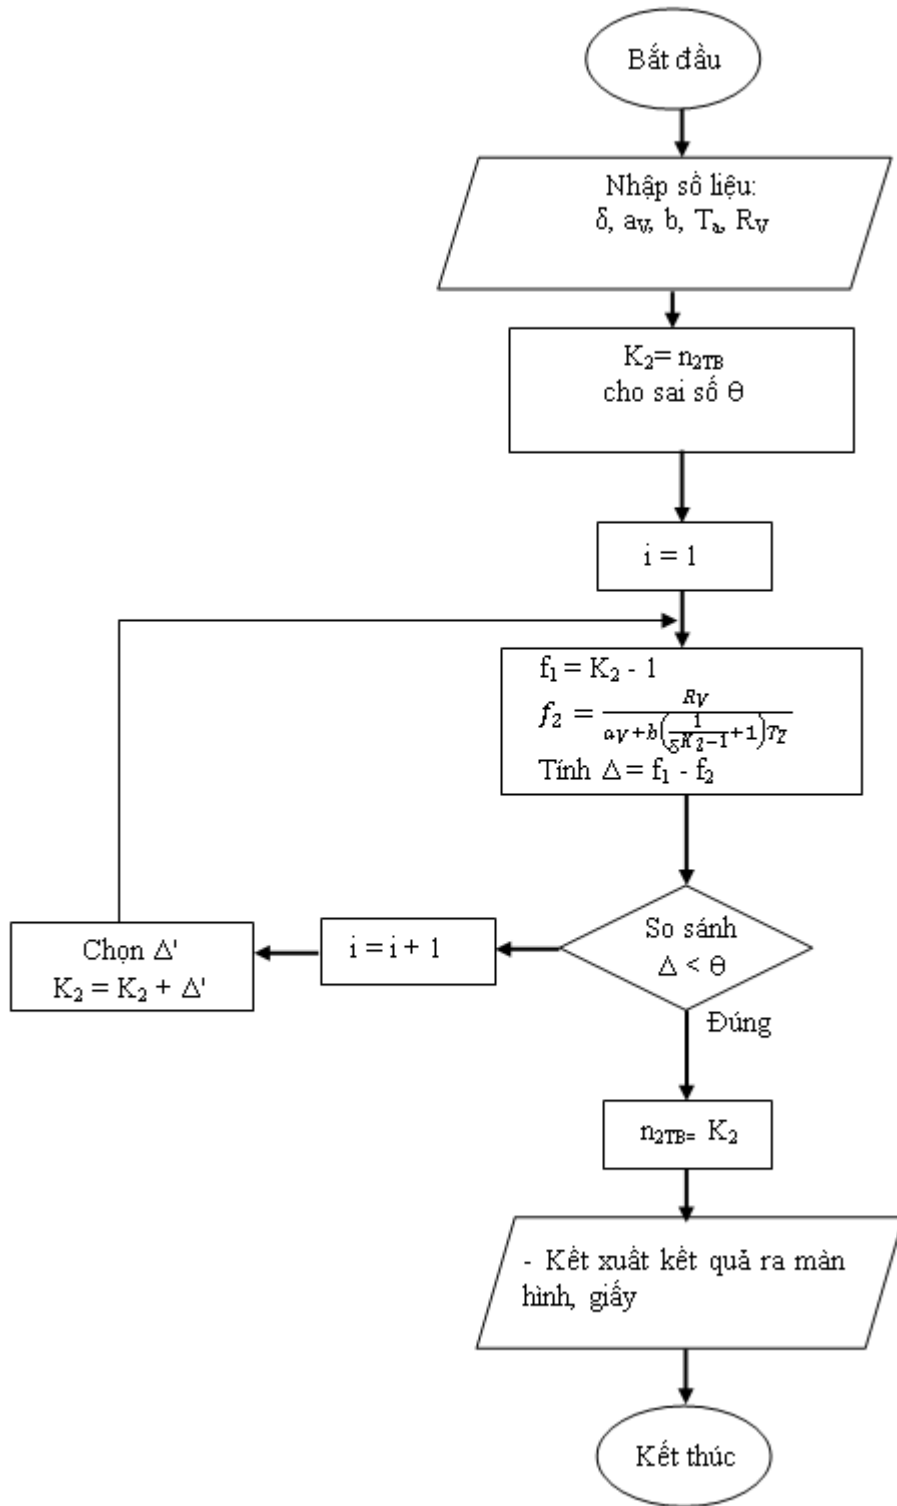 Bắt đầu
Nhập số liệu:
δ, aV, b, Ta, RV
K2= n2TB
cho sai số θ
i = 1
f1 = K2 - 1
f2 = RV / (aV+b(1/(δ^K2−1)+1)TZ)
Tính Δ = f1 - f2
So sánh
Δ < θ
i = i + 1
Chọn Δ'
K2 = K2 + Δ'
Đúng
n2TB= K2
- Kết xuất kết quả ra màn
hình, giấy
Kết thúc